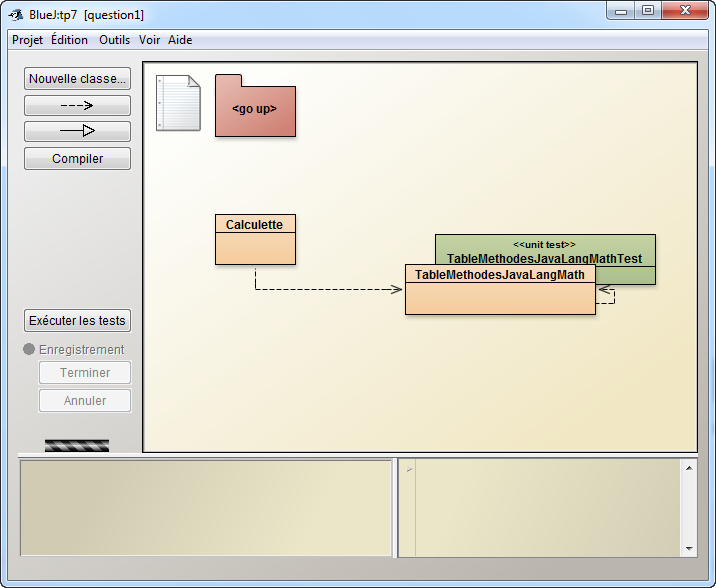 BlueJ:tp7 [question1]
Projet Édition Outils Voir Aide
Nouvelle classe...
Compiler
<go up>
Calculette
<<unit test>>
TableMethodesJavaLangMathTest
TableMethodesJavaLangMath
Exécuter les tests
Enregistrement
Terminer
Annuler